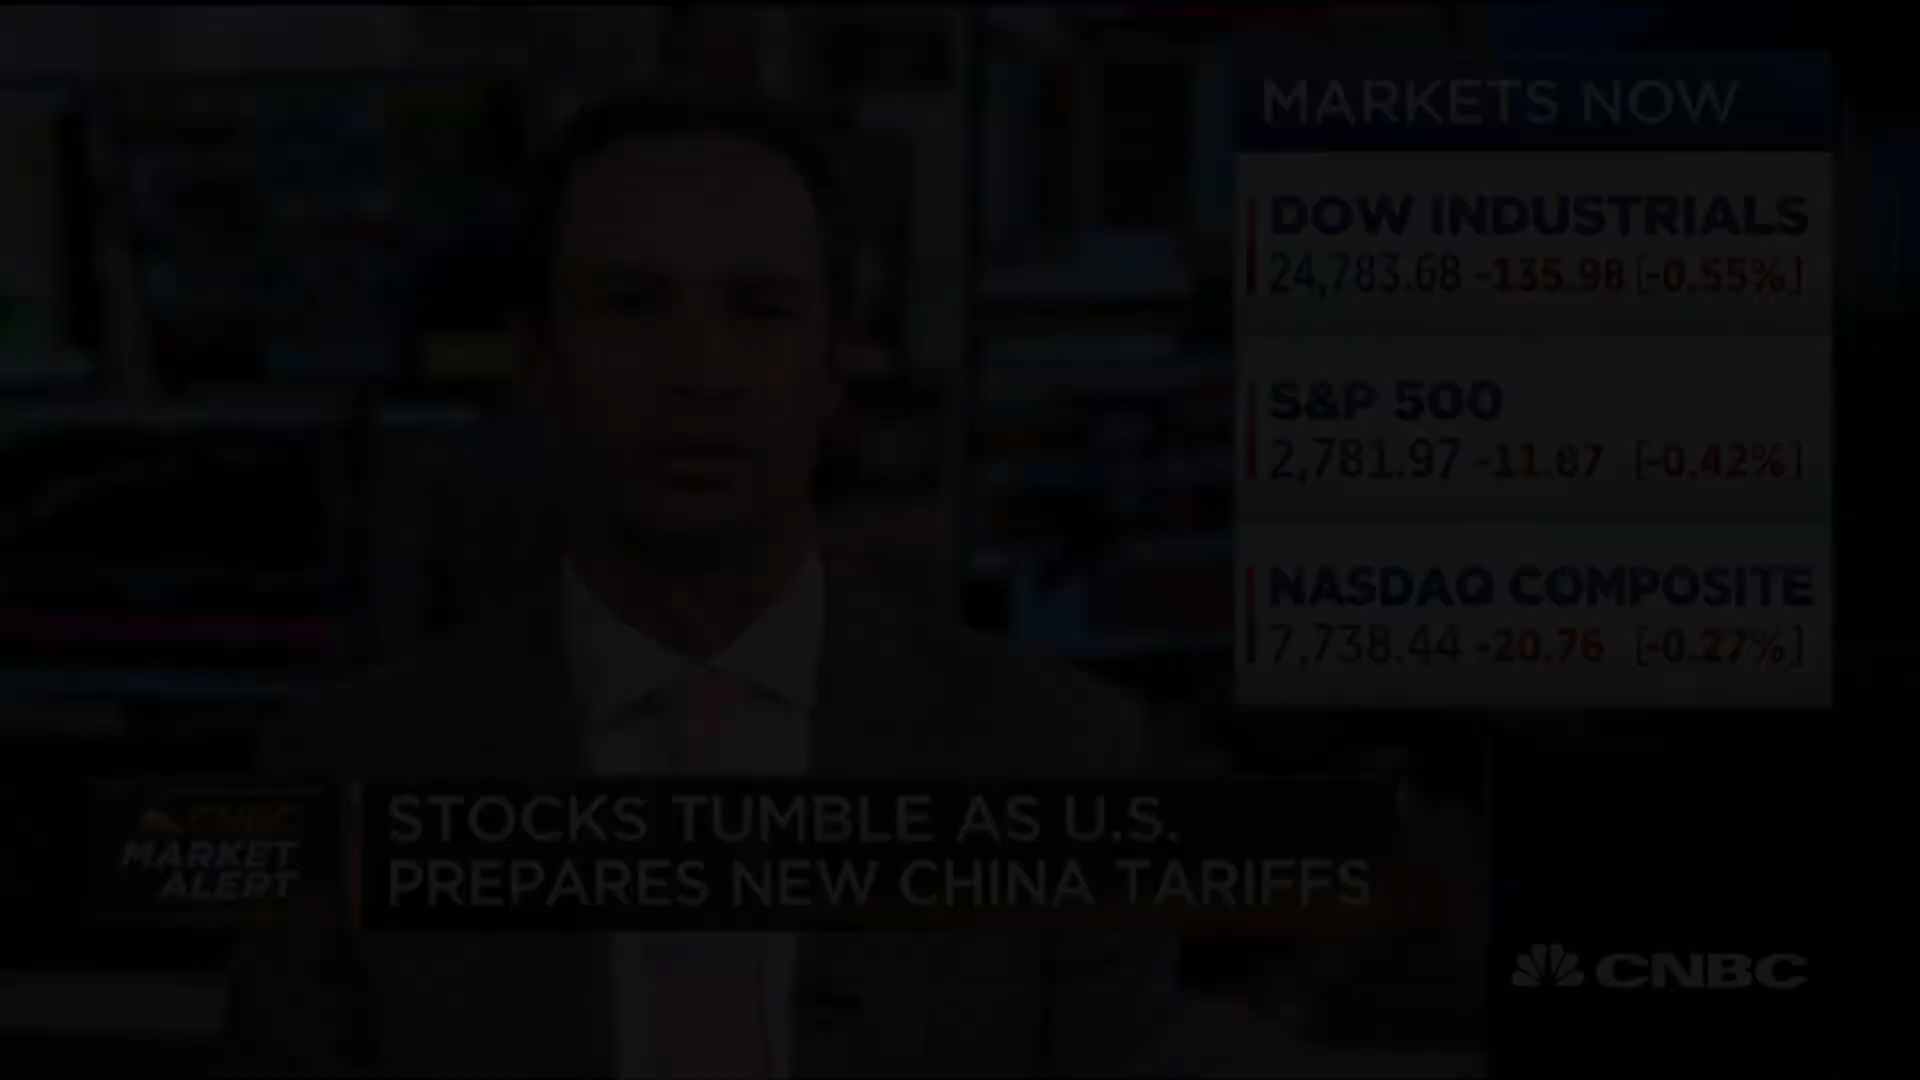 MARKETS NOW
DOW INDUSTRIALS
24,783.68 -135.98 [-0.55%]
S&P 500
2,781.97 -11.87 [-0.42%]
NASDAQ COMPOSITE
7,738.44 -20.76 [-0.27%]
CNBC
MARKET
ALERT
STOCKS TUMBLE AS U.S.
PREPARES NEW CHINA TARIFFS
CNBC